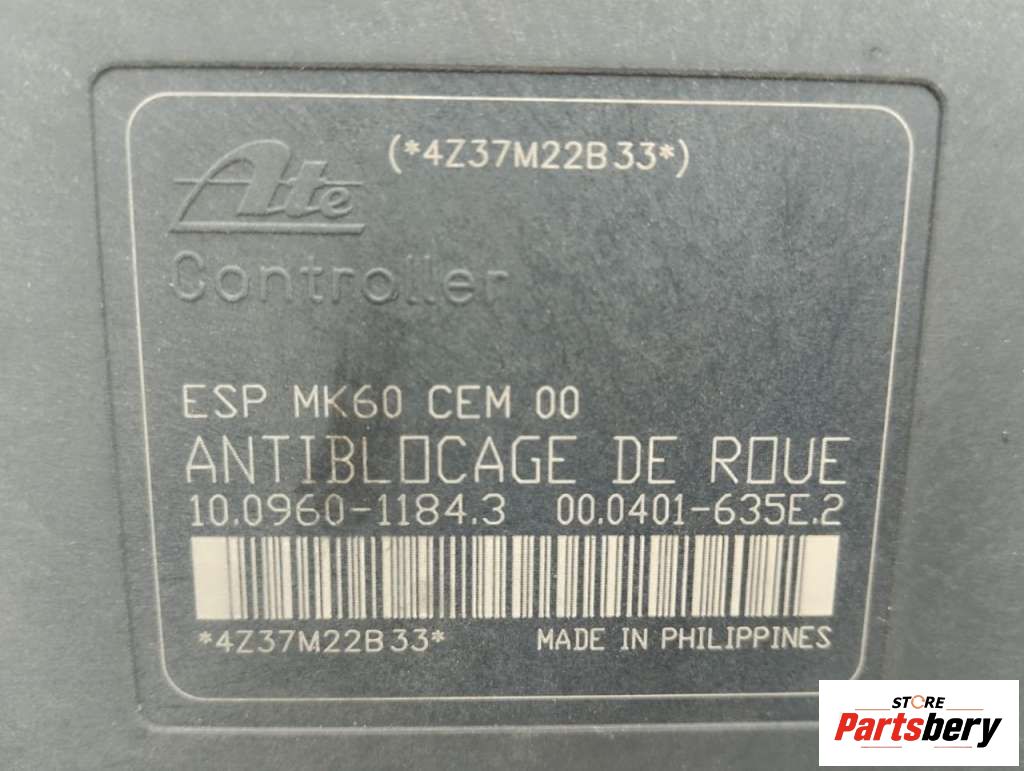 (*4Z37M22B33*)
Ate
Controller
ESP MK60 CEM 00
ANTIBLOCAGE DE ROUE
10.0960-1184.3 00.0401-635E.2
*4Z37M22B33* MADE IN PHILIPPINES
STORE
Partsbery